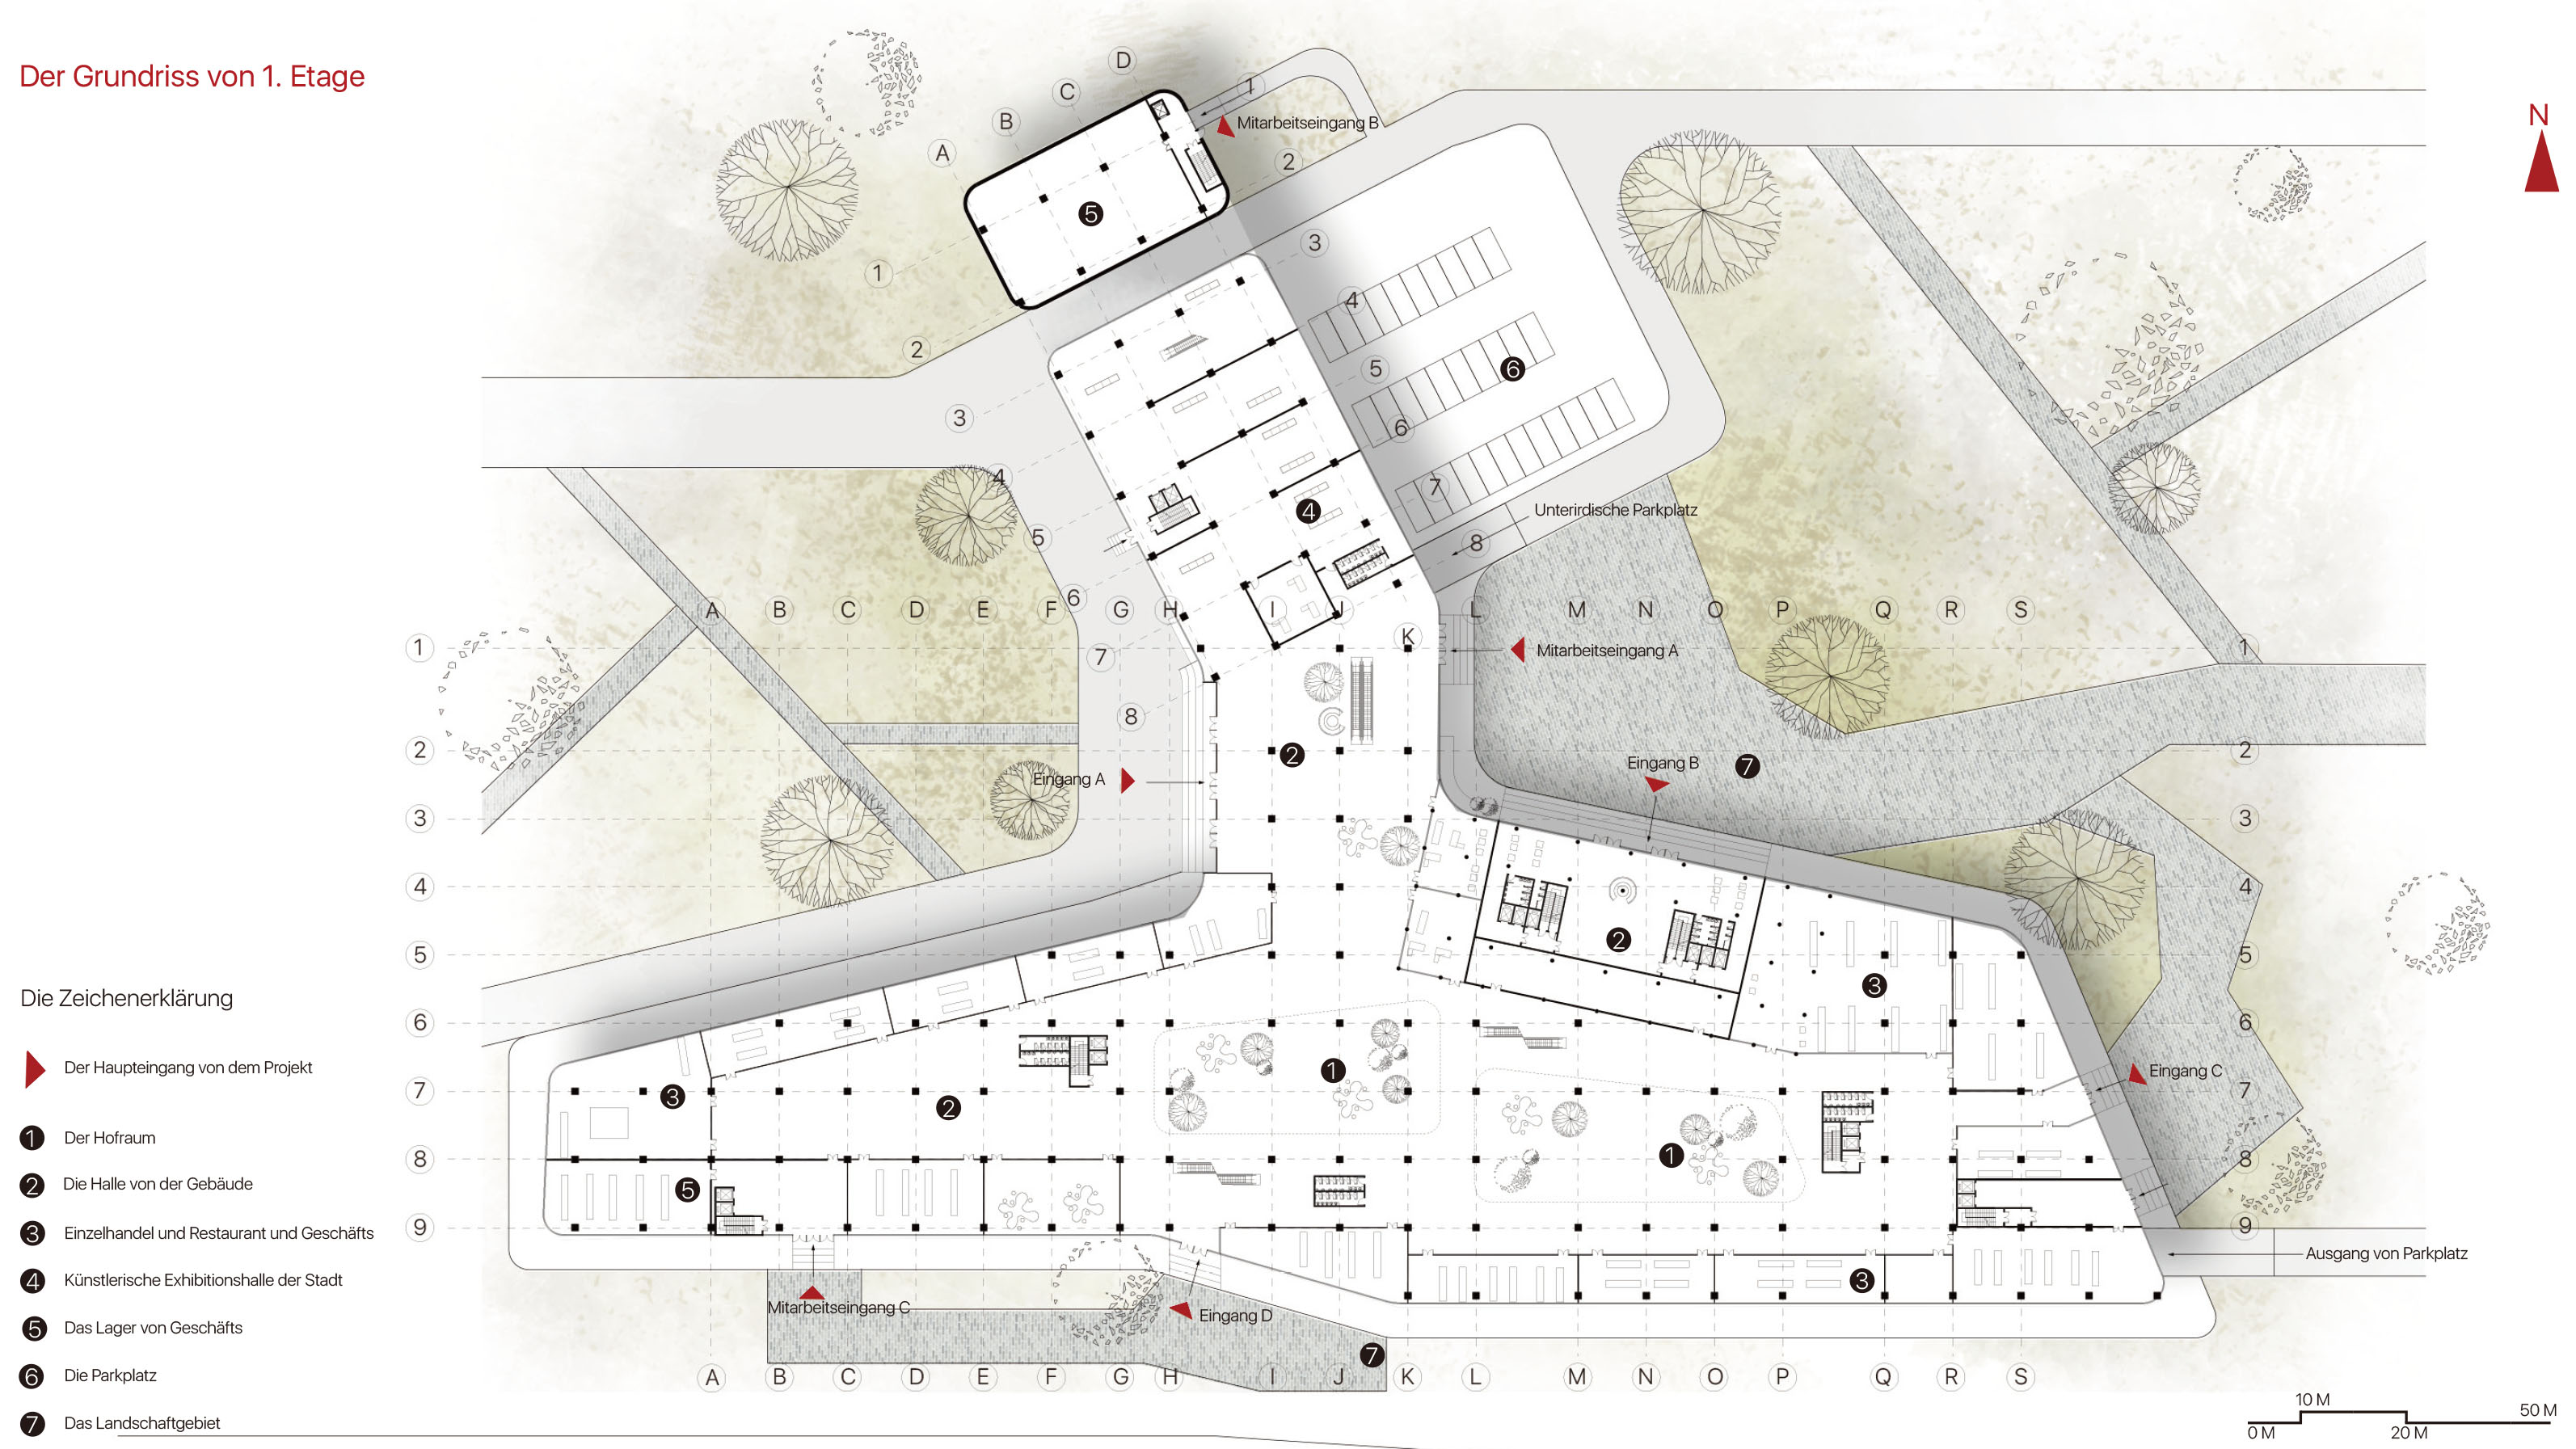 Der Grundriss von 1. Etage
N
D
C
B
A
1
Mitarbeitseingang B
2
5
3
1
4
2
5
6
3
6
7
4
4
Unterirdische Parkplatz
5
8
6
A B C D E F G H I J K L M N O P Q R S
1
7
Mitarbeitseingang A
1
8
2
2
Eingang A
Eingang B
7
2
3
3
4
4
2
5
3
5
6
6
1
7
3
2
Eingang C
7
8
1
8
5
9
9
Ausgang von Parkplatz
3
Mitarbeitseingang C
Eingang D
7
A B C D E F G H I J K L M N O P Q R S
Die Zeichenerklärung
Der Haupteingang von dem Projekt
1 Der Hofraum
2 Die Halle von der Gebäude
3 Einzelhandel und Restaurant und Geschäfts
4 Künstlerische Exhibitionshalle der Stadt
5 Das Lager von Geschäfts
6 Die Parkplatz
7 Das Landschaftgebiet
10 M
50 M
0 M
20 M